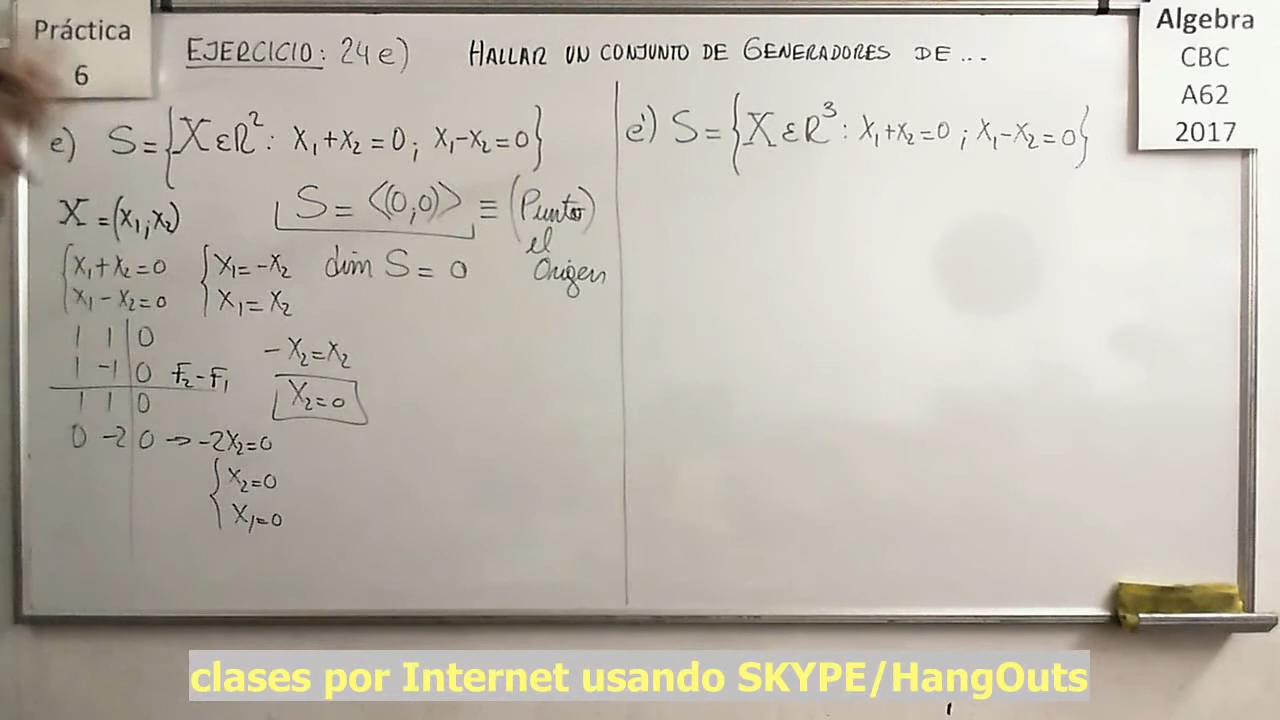 Práctica
6
EJERCICIO: 24 e) HALLAR UN CONJUNTO DE GENERADORES DE ...
Algebra
CBC
A62
2017
e) S = {X ε R²: X₁+X₂=0; X₁-X₂=0}
X = (X₁; X₂)
S = <(0,0)> ≡ (Punto)
el
Origen
dim S = 0
{X₁+X₂=0
{X₁-X₂=0
{X₁=-X₂
{X₁=X₂
1 1 | 0
1 -1 | 0 F₂-F₁
1 1 | 0
0 -2 | 0 → -2X₂=0
-X₂=X₂
X₂=0
{X₂=0
{X₁=0
e') S = {X ε R³: X₁+X₂=0; X₁-X₂=0}
clases por Internet usando SKYPE/HangOuts